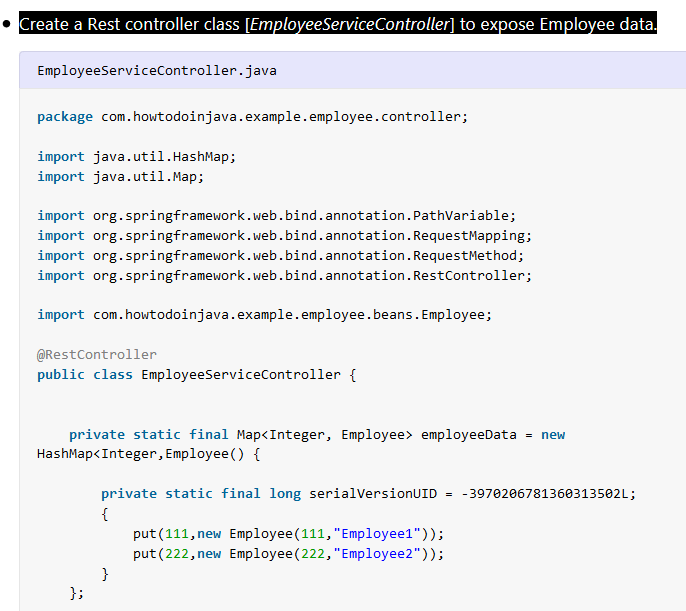 • Create a Rest controller class [EmployeeServiceController] to expose Employee data.
EmployeeServiceController.java
package com.howtodoinjava.example.employee.controller;
import java.util.HashMap;
import java.util.Map;
import org.springframework.web.bind.annotation.PathVariable;
import org.springframework.web.bind.annotation.RequestMapping;
import org.springframework.web.bind.annotation.RequestMethod;
import org.springframework.web.bind.annotation.RestController;
import com.howtodoinjava.example.employee.beans.Employee;
@RestController
public class EmployeeServiceController {
    private static final Map<Integer, Employee> employeeData = new
HashMap<Integer,Employee() {
        private static final long serialVersionUID = -3970206781360313502L;
        {
            put(111,new Employee(111,"Employee1"));
            put(222,new Employee(222,"Employee2"));
        }
    };